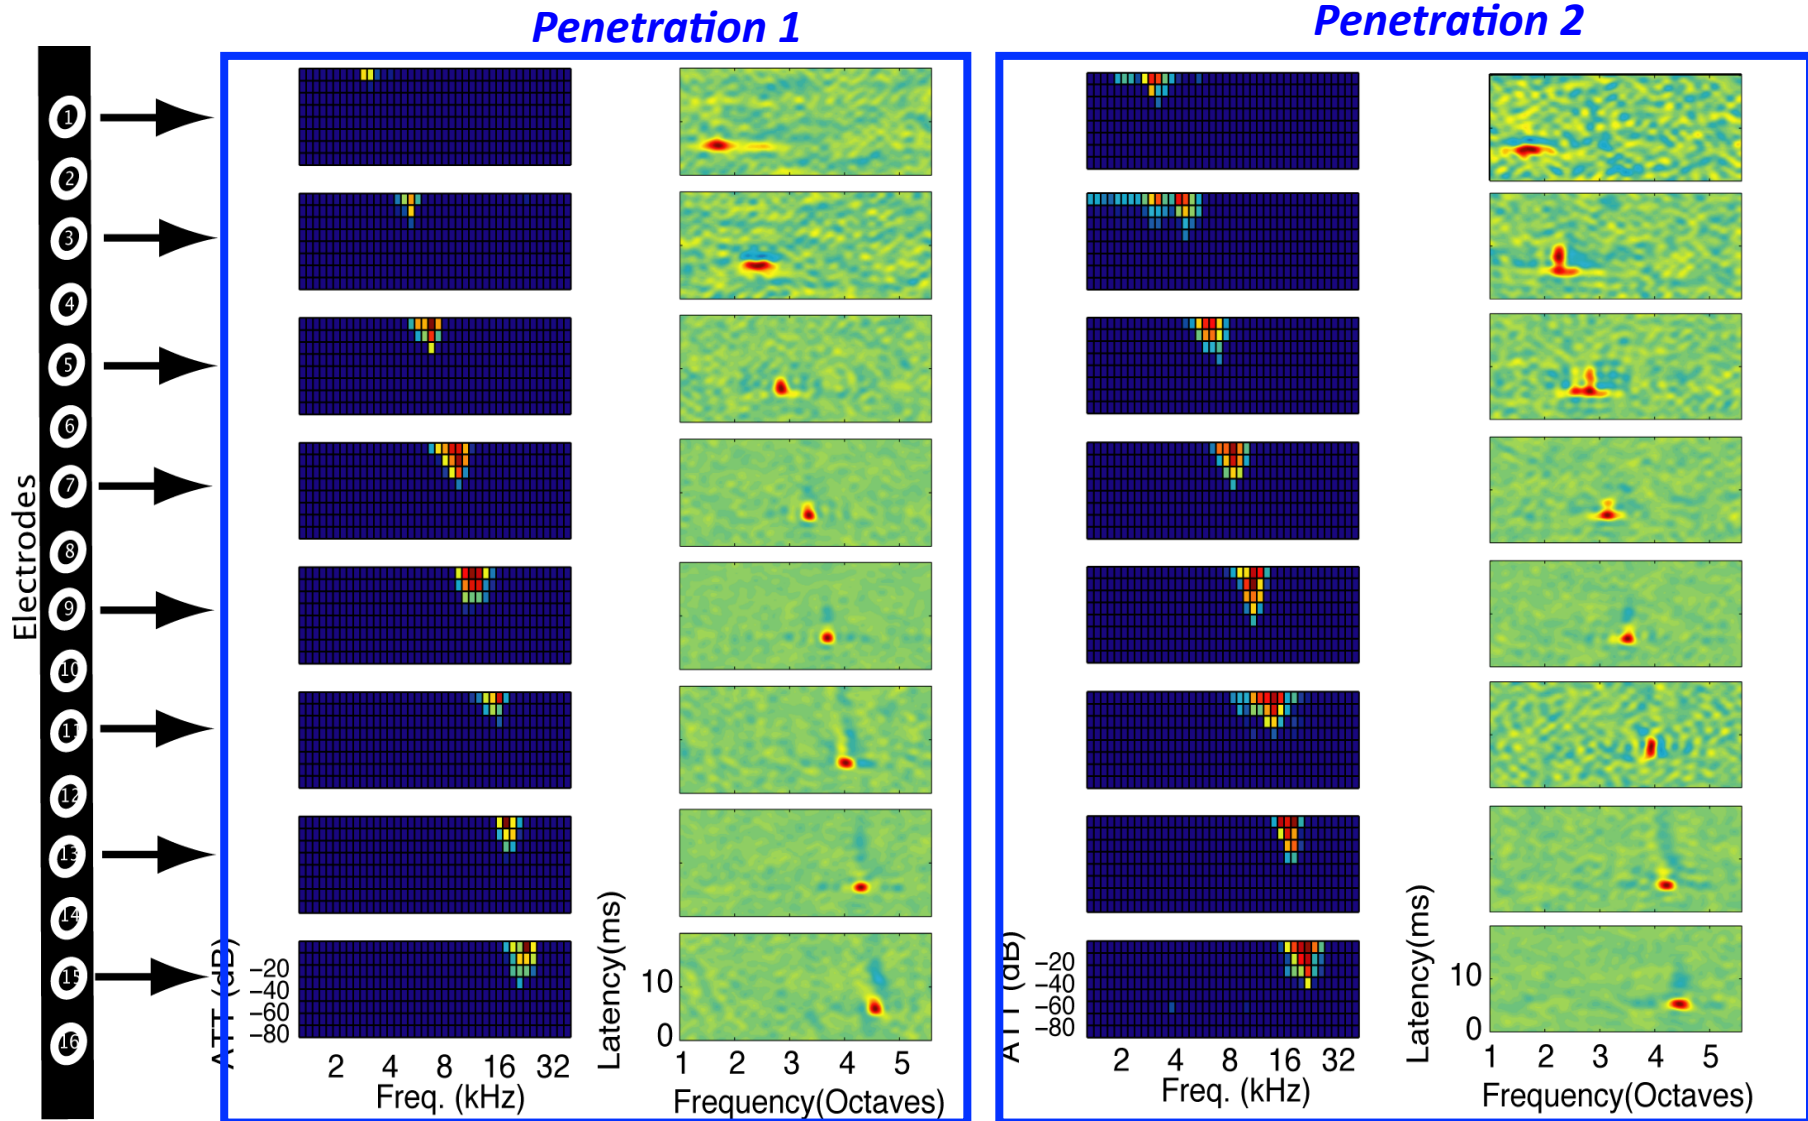 Penetration 1
Penetration 2
Electrodes
1
2
3
4
5
6
7
8
9
10
11
12
13
14
15
16
ATT (dB)
−20
−40
−60
−80
2 4 8 16 32
Freq. (kHz)
Latency(ms)
10
0
1 2 3 4 5
Frequency(Octaves)
ATT (dB)
−20
−40
−60
−80
2 4 8 16 32
Freq. (kHz)
Latency(ms)
10
0
1 2 3 4 5
Frequency(Octaves)